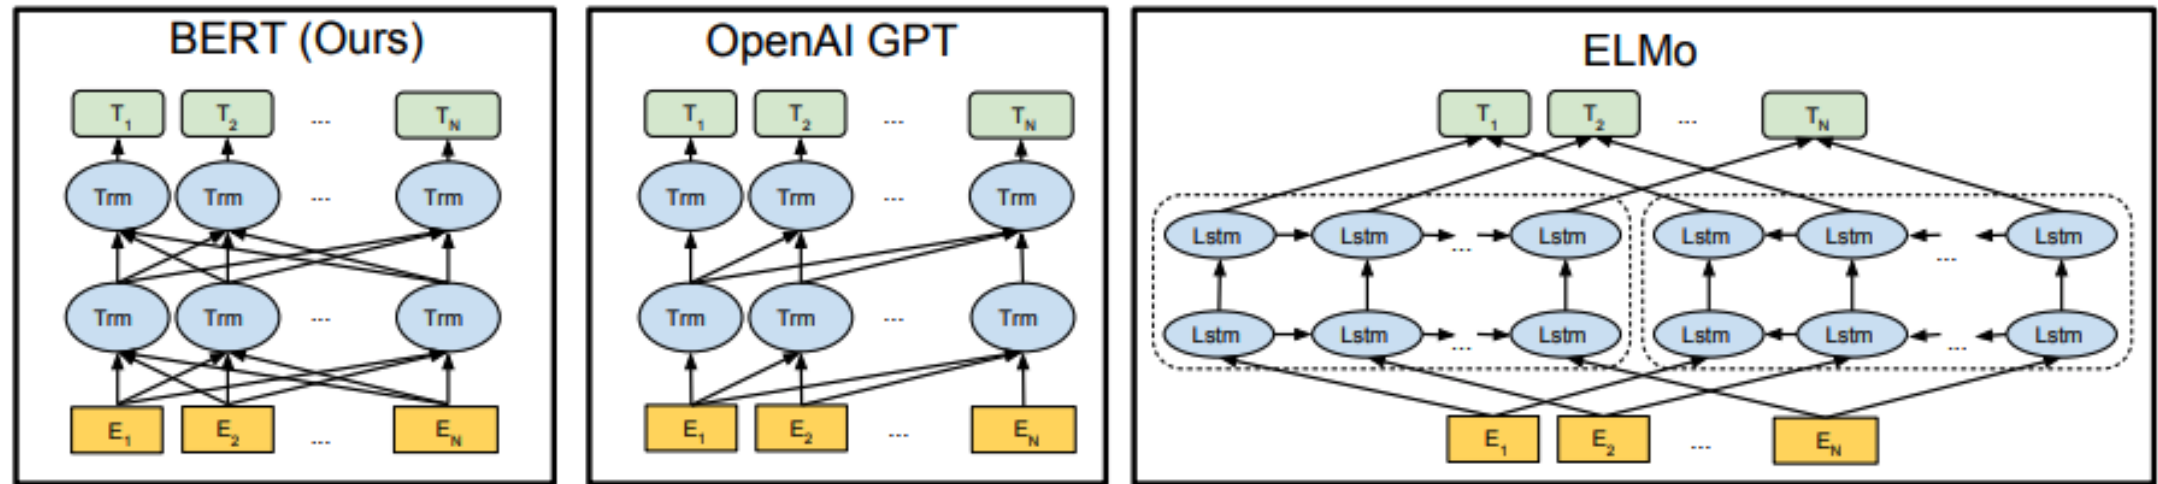 BERT (Ours)
T1 T2 ... TN
Trm Trm ... Trm
Trm Trm ... Trm
E1 E2 ... EN
OpenAI GPT
T1 T2 ... TN
Trm Trm ... Trm
Trm Trm ... Trm
E1 E2 ... EN
ELMo
T1 T2 ... TN
Lstm Lstm ... Lstm Lstm Lstm ... Lstm
Lstm Lstm ... Lstm Lstm Lstm ... Lstm
E1 E2 ... EN